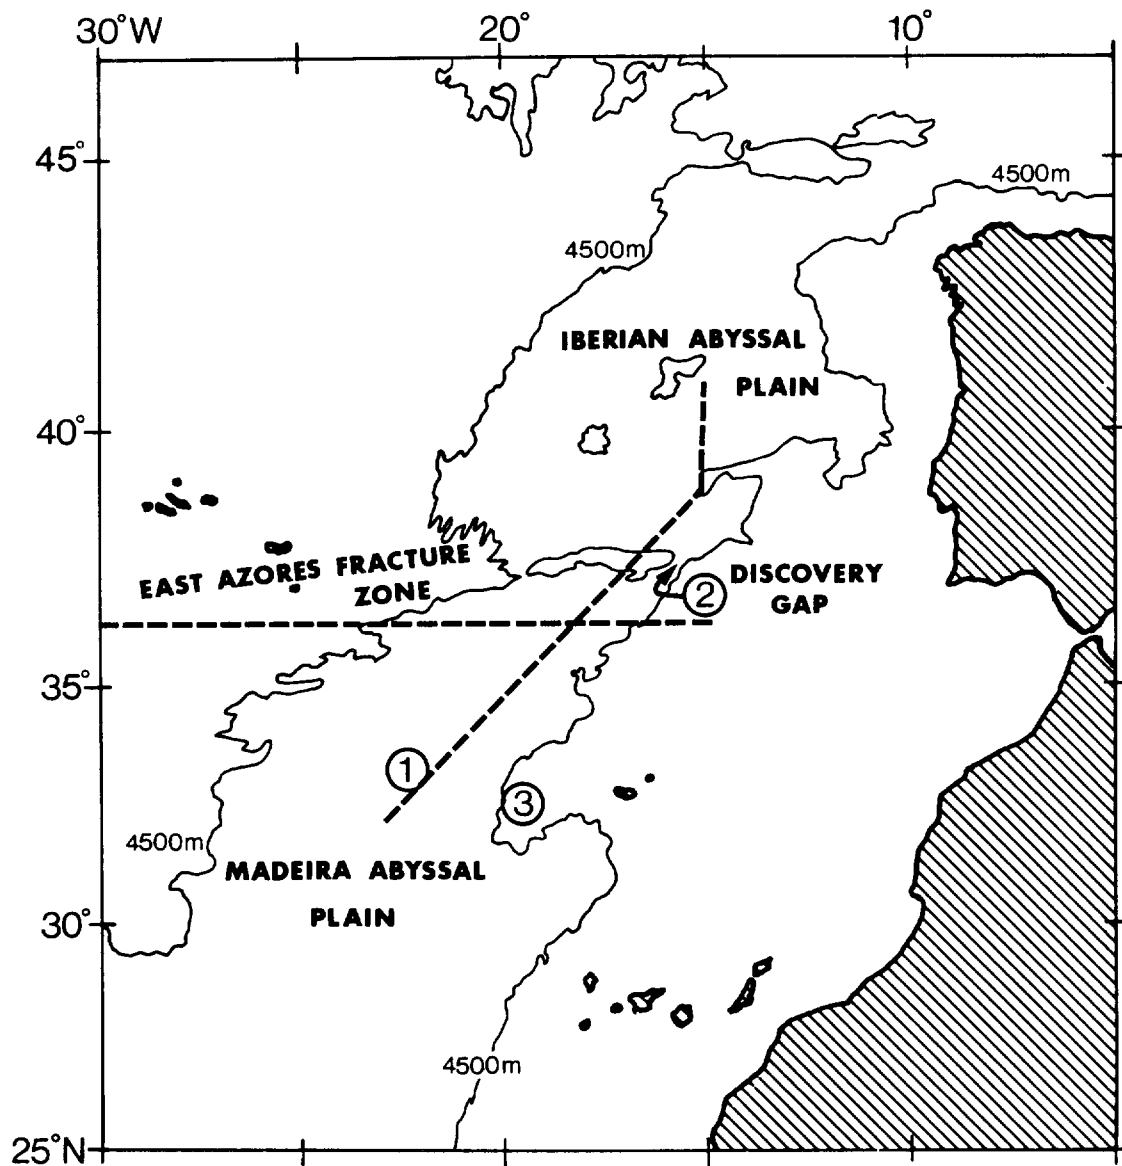 30°W 20° 10°
45°
4500m
4500m
IBERIAN ABYSSAL
PLAIN
40°
EAST AZORES FRACTURE
ZONE
DISCOVERY
GAP
2
35°
1
3
4500m
MADEIRA ABYSSAL
PLAIN
30°
4500m
25°N